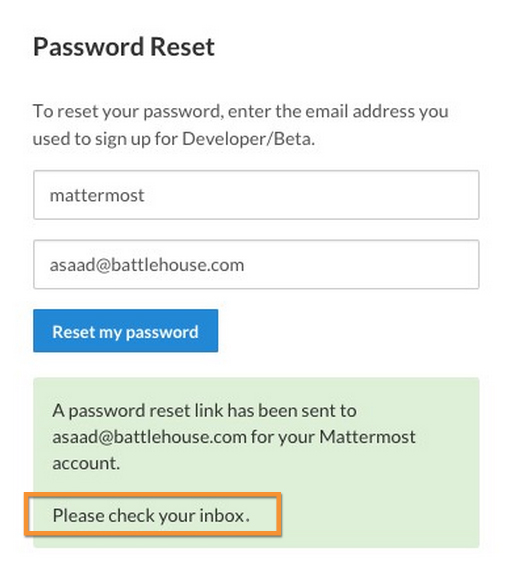 Password Reset
To reset your password, enter the email address you
used to sign up for Developer/Beta.
mattermost
asaad@battlehouse.com
Reset my password
A password reset link has been sent to
asaad@battlehouse.com for your Mattermost
account.
Please check your inbox.